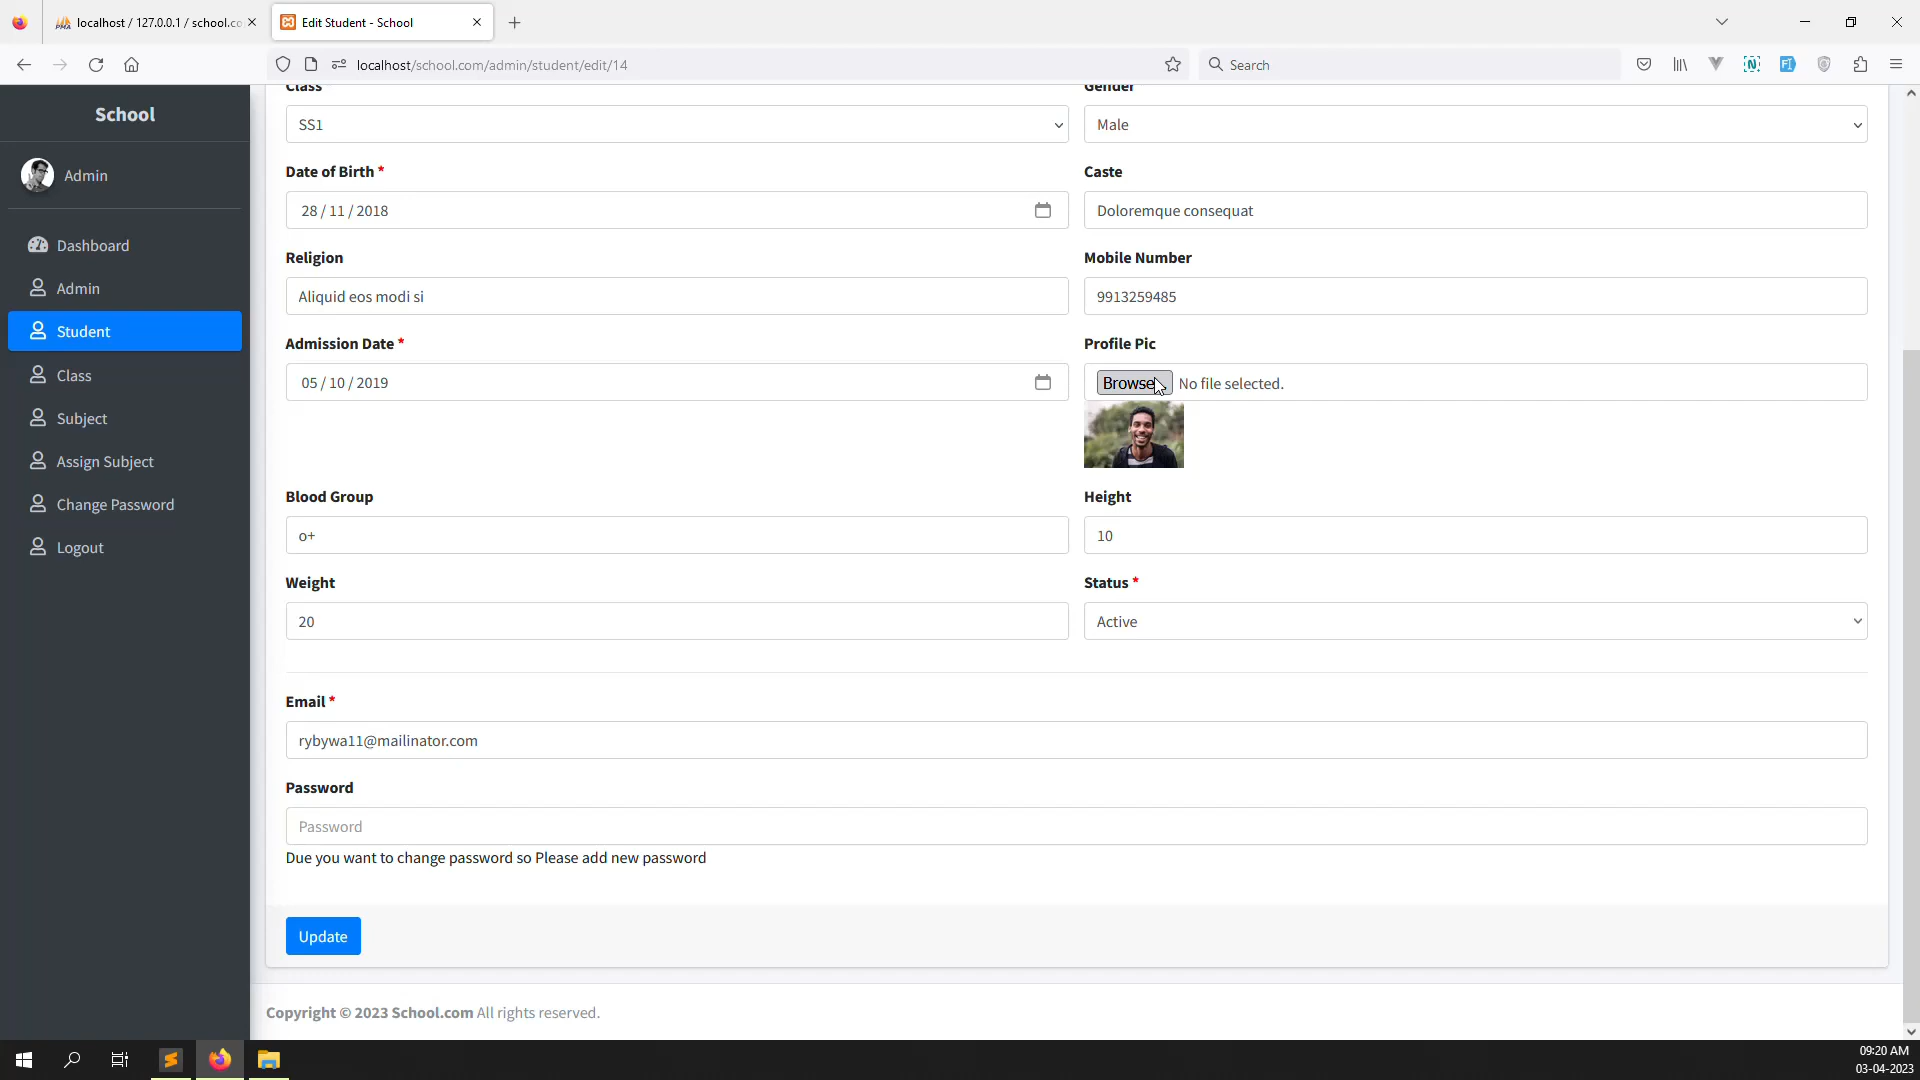 localhost / 127.0.0.1 / school.co
Edit Student - School
localhost/school.com/admin/student/edit/14
Search
School
Admin
Dashboard
Admin
Student
Class
Subject
Assign Subject
Change Password
Logout
Class
Gender
SS1
Male
Date of Birth *
Caste
28 / 11 / 2018
Doloremque consequat
Religion
Mobile Number
Aliquid eos modi si
9913259485
Admission Date *
Profile Pic
05 / 10 / 2019
Browse
No file selected.
Blood Group
Height
o+
10
Weight
Status *
20
Active
Email *
rybywa11@mailinator.com
Password
Password
Due you want to change password so Please add new password
Update
Copyright © 2023 School.com All rights reserved.
09:20 AM
03-04-2023